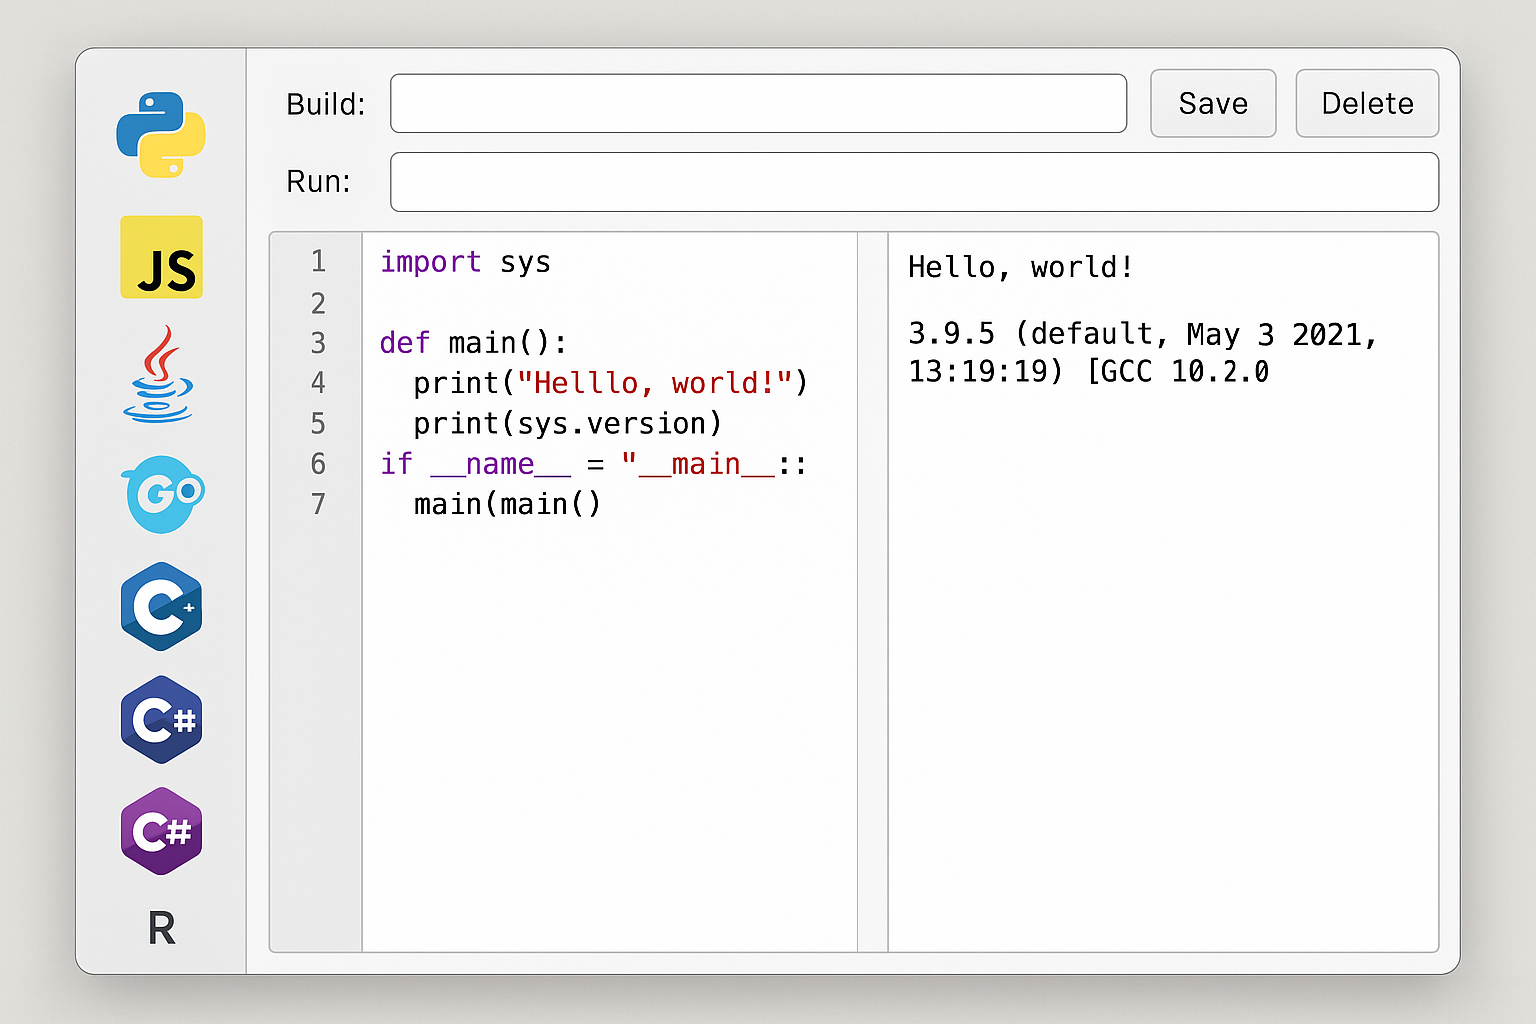 Build:
Save
Delete
Run:
JS
G
C+
C#
C#
R
1 import sys
2
3 def main():
4   print("Helllo, world!")
5   print(sys.version)
6 if __name__ = "__main__::
7   main(main()
Hello, world!
3.9.5 (default, May 3 2021,
13:19:19) [GCC 10.2.0